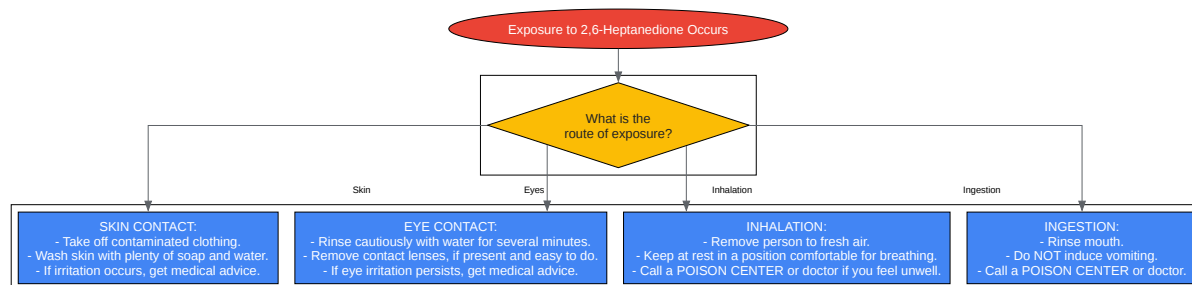 Exposure to 2,6-Heptanedione Occurs
What is the
route of exposure?
Skin
Eyes
Inhalation
Ingestion
SKIN CONTACT:
- Take off contaminated clothing.
- Wash skin with plenty of soap and water.
- If irritation occurs, get medical advice.
EYE CONTACT:
- Rinse cautiously with water for several minutes.
- Remove contact lenses, if present and easy to do.
- If eye irritation persists, get medical advice.
INHALATION:
- Remove person to fresh air.
- Keep at rest in a position comfortable for breathing.
- Call a POISON CENTER or doctor if you feel unwell.
INGESTION:
- Rinse mouth.
- Do NOT induce vomiting.
- Call a POISON CENTER or doctor.